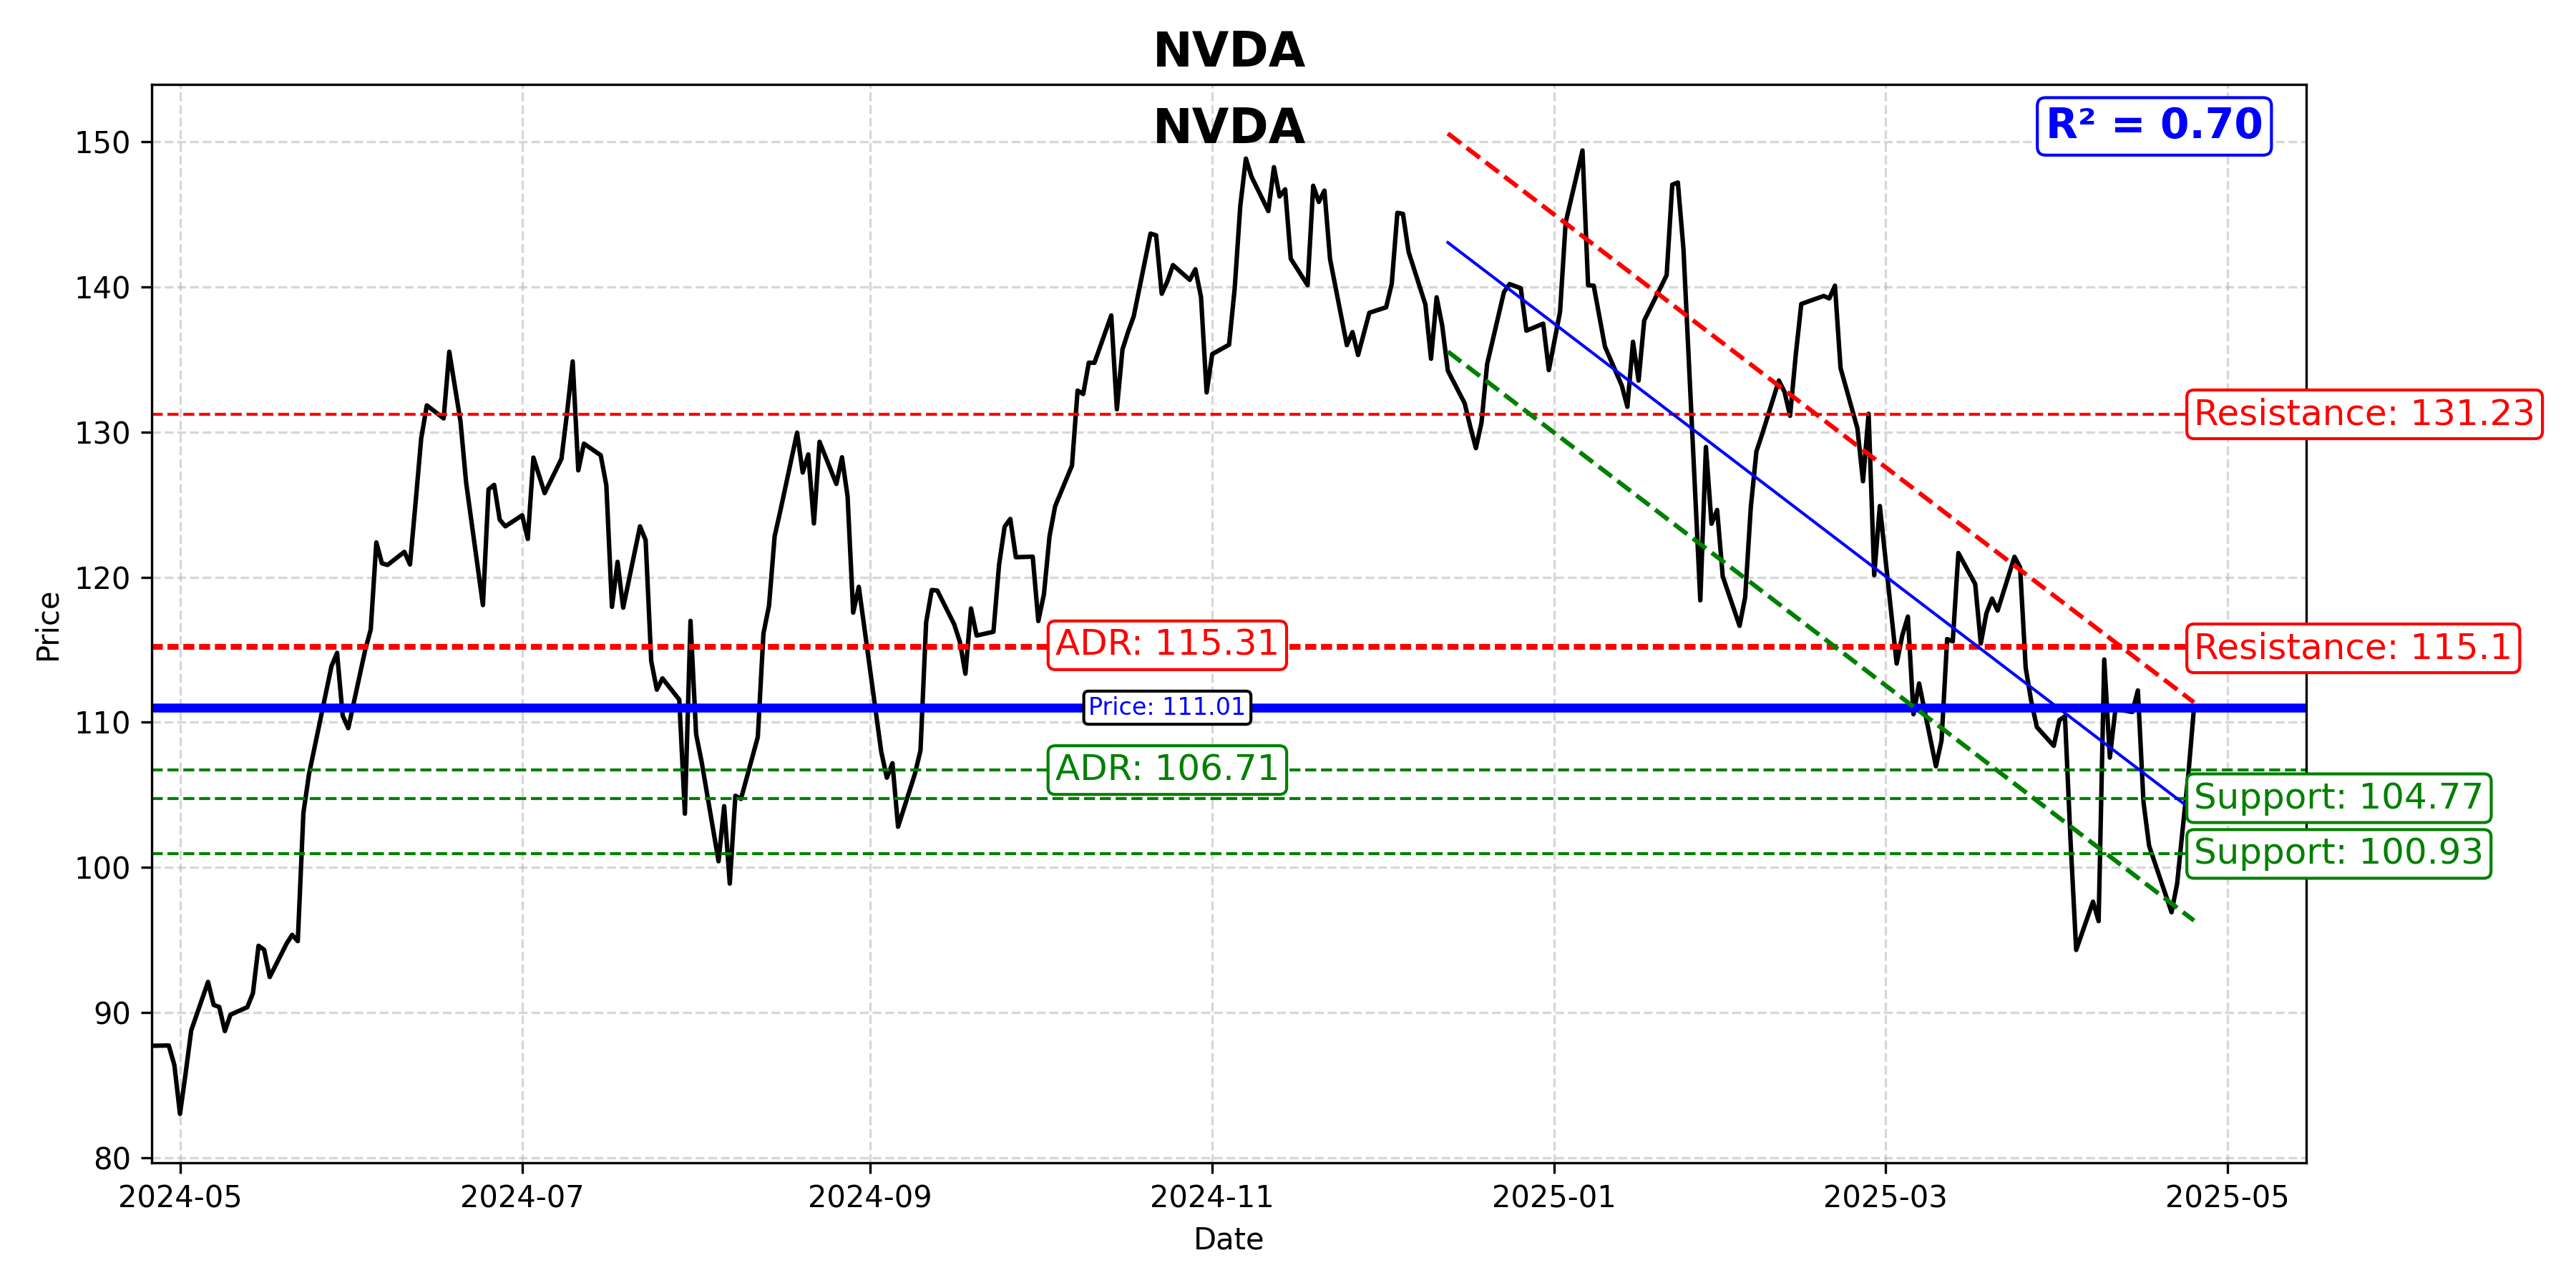 NVDA
NVDA
R² = 0.70
150
140
130
120
110
100
90
80
Price
Resistance: 131.23
ADR: 115.31
Resistance: 115.1
Price: 111.01
ADR: 106.71
Support: 104.77
Support: 100.93
2024-05
2024-07
2024-09
2024-11
2025-01
2025-03
2025-05
Date